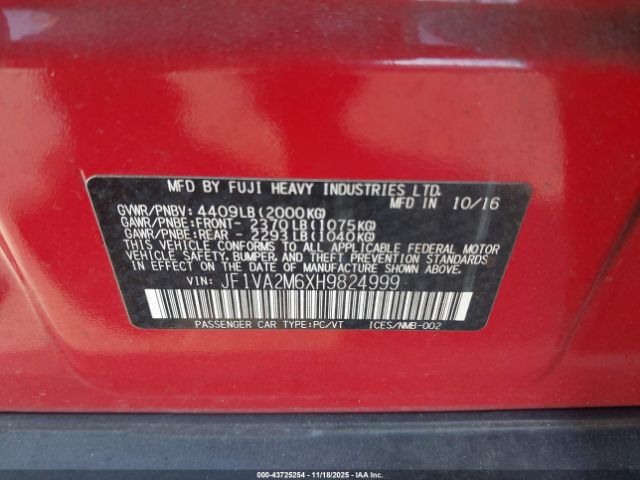 MFD BY FUJI HEAVY INDUSTRIES LTD.
MFD IN 10/16
GVWR/PNBV: 4409LB(2000KG)
GAWR/PNBE:FRONT- 2370LB(1075KG)
GAWR/PNBE:REAR - 2293LB(1040KG)
THIS VEHICLE CONFORMS TO ALL APPLICABLE FEDERAL MOTOR
VEHICLE SAFETY, BUMPER, AND THEFT PREVENTION STANDARDS
IN EFFECT ON THE DATE OF MANUFACTURE SHOWN ABOVE.
VIN: JF1VA2M6XH9824999
PASSENGER CAR TYPE:PC/VT ICES/NMB-002
000-43725254 - 11/18/2025 - COPYRIGHT IAA, LLC